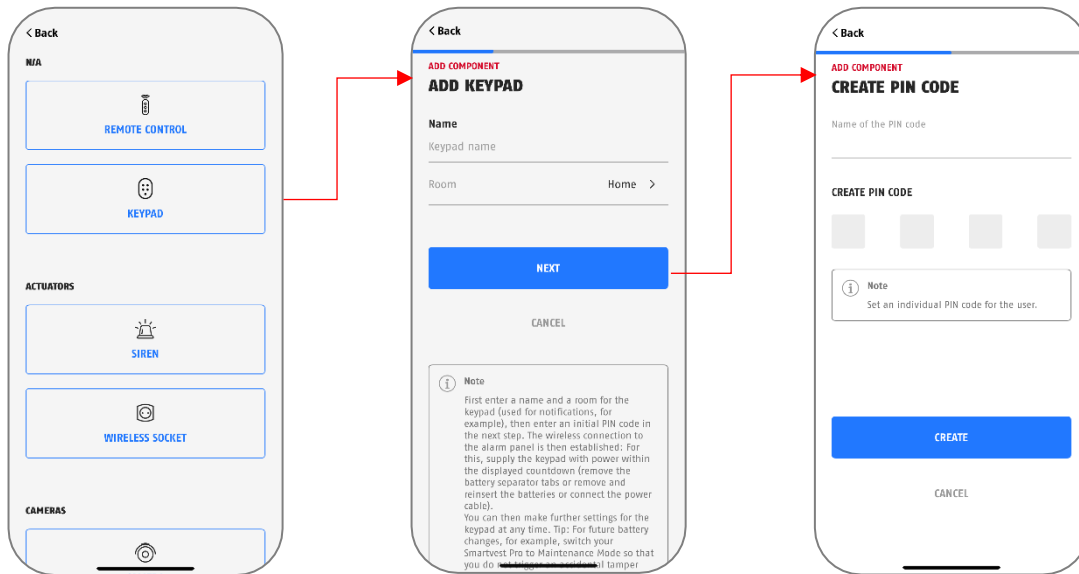 < Back
N/A
REMOTE CONTROL
KEYPAD
ACTUATORS
SIREN
WIRELESS SOCKET
CAMERAS
< Back
ADD COMPONENT
ADD KEYPAD
Name
Keypad name
Room Home >
NEXT
CANCEL
Note
First enter a name and a room for the
keypad (used for notifications, for
example), then enter an initial PIN code in
the next step. The wireless connection to
the alarm panel is then established: For
this, supply the keypad with power within
the displayed countdown (remove the
battery separator tabs or remove and
reinsert the batteries or connect the power
cable).
You can then make further settings for the
keypad at any time. Tip: For future battery
changes, for example, switch your
Smartvest Pro to Maintenance Mode so that
you do not trigger an accidental tamper
< Back
ADD COMPONENT
CREATE PIN CODE
Name of the PIN code
CREATE PIN CODE
Note
Set an individual PIN code for the user.
CREATE
CANCEL